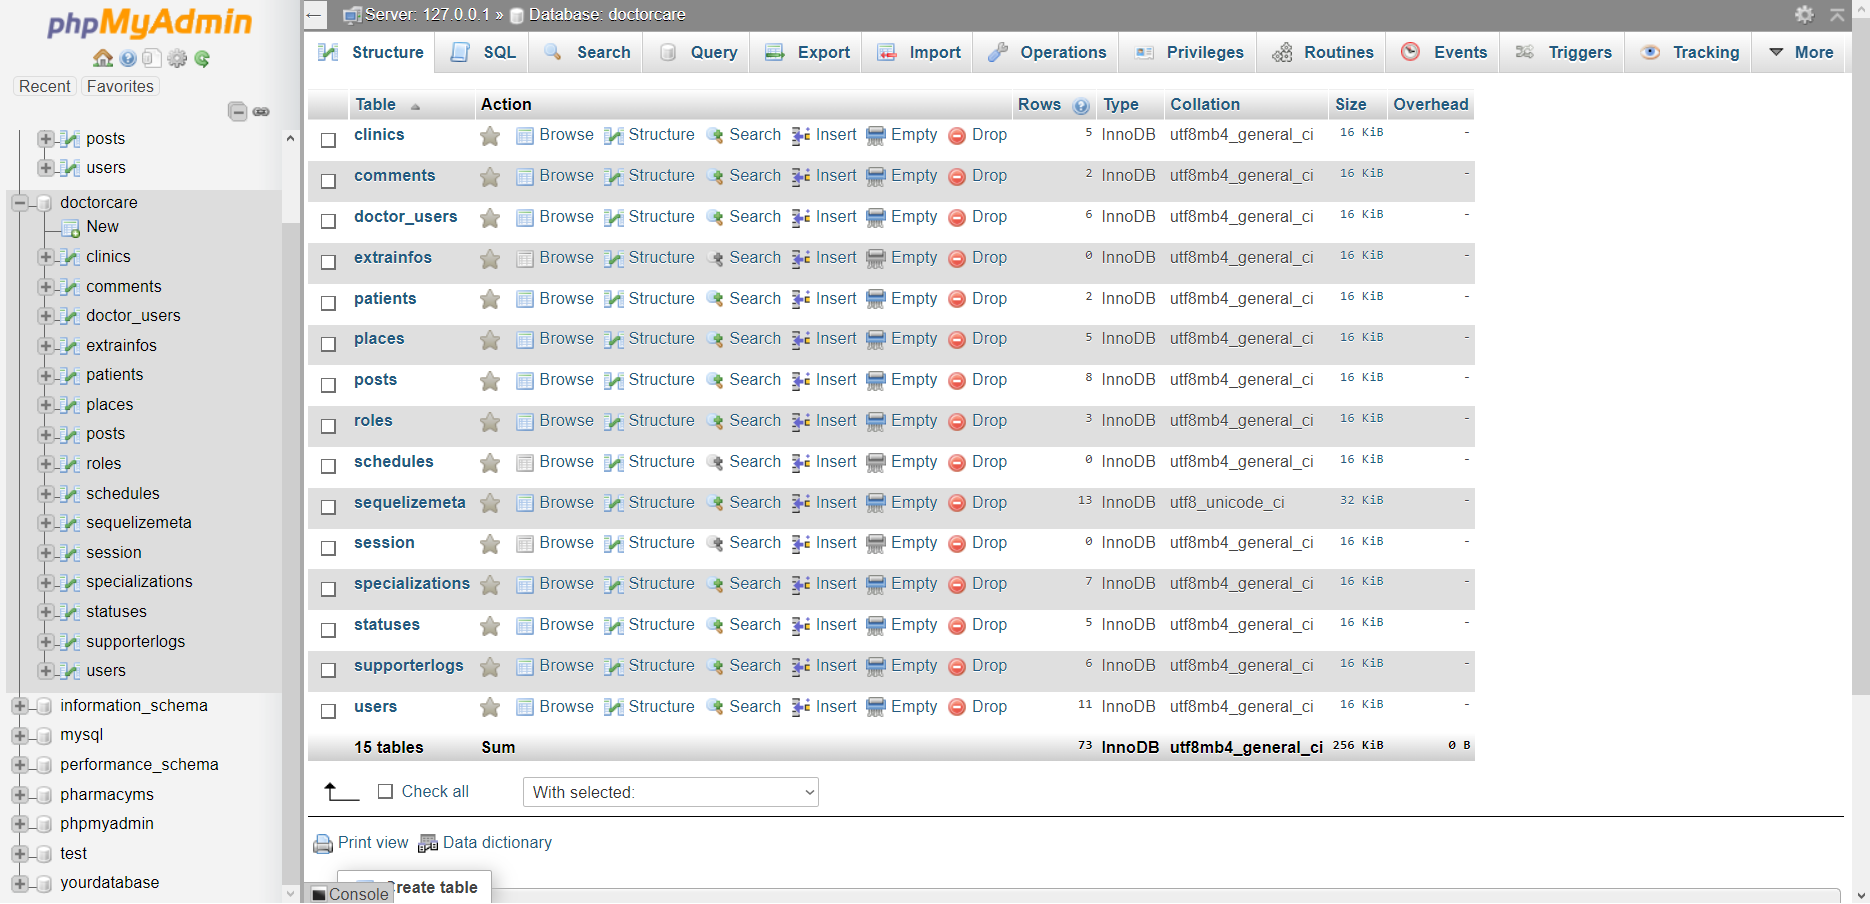 phpMyAdmin
Recent Favorites
posts
users
doctorcare
New
clinics
comments
doctor_users
extrainfos
patients
places
posts
roles
schedules
sequelizemeta
session
specializations
statuses
supporterlogs
users
information_schema
mysql
performance_schema
pharmacyms
phpmyadmin
test
yourdatabase
Server: 127.0.0.1 » Database: doctorcare
Structure SQL Search Query Export Import Operations Privileges Routines Events Triggers Tracking More
Table Action Rows Type Collation Size Overhead
clinics Browse Structure Search Insert Empty Drop 5 InnoDB utf8mb4_general_ci 16 KiB -
comments Browse Structure Search Insert Empty Drop 2 InnoDB utf8mb4_general_ci 16 KiB -
doctor_users Browse Structure Search Insert Empty Drop 6 InnoDB utf8mb4_general_ci 16 KiB -
extrainfos Browse Structure Search Insert Empty Drop 0 InnoDB utf8mb4_general_ci 16 KiB -
patients Browse Structure Search Insert Empty Drop 2 InnoDB utf8mb4_general_ci 16 KiB -
places Browse Structure Search Insert Empty Drop 5 InnoDB utf8mb4_general_ci 16 KiB -
posts Browse Structure Search Insert Empty Drop 8 InnoDB utf8mb4_general_ci 16 KiB -
roles Browse Structure Search Insert Empty Drop 3 InnoDB utf8mb4_general_ci 16 KiB -
schedules Browse Structure Search Insert Empty Drop 0 InnoDB utf8mb4_general_ci 16 KiB -
sequelizemeta Browse Structure Search Insert Empty Drop 13 InnoDB utf8_unicode_ci 32 KiB -
session Browse Structure Search Insert Empty Drop 0 InnoDB utf8mb4_general_ci 16 KiB -
specializations Browse Structure Search Insert Empty Drop 7 InnoDB utf8mb4_general_ci 16 KiB -
statuses Browse Structure Search Insert Empty Drop 5 InnoDB utf8mb4_general_ci 16 KiB -
supporterlogs Browse Structure Search Insert Empty Drop 6 InnoDB utf8mb4_general_ci 16 KiB -
users Browse Structure Search Insert Empty Drop 11 InnoDB utf8mb4_general_ci 16 KiB -
15 tables Sum 73 InnoDB utf8mb4_general_ci 256 KiB 0 B
Check all With selected:
Print view Data dictionary
Create table
Console